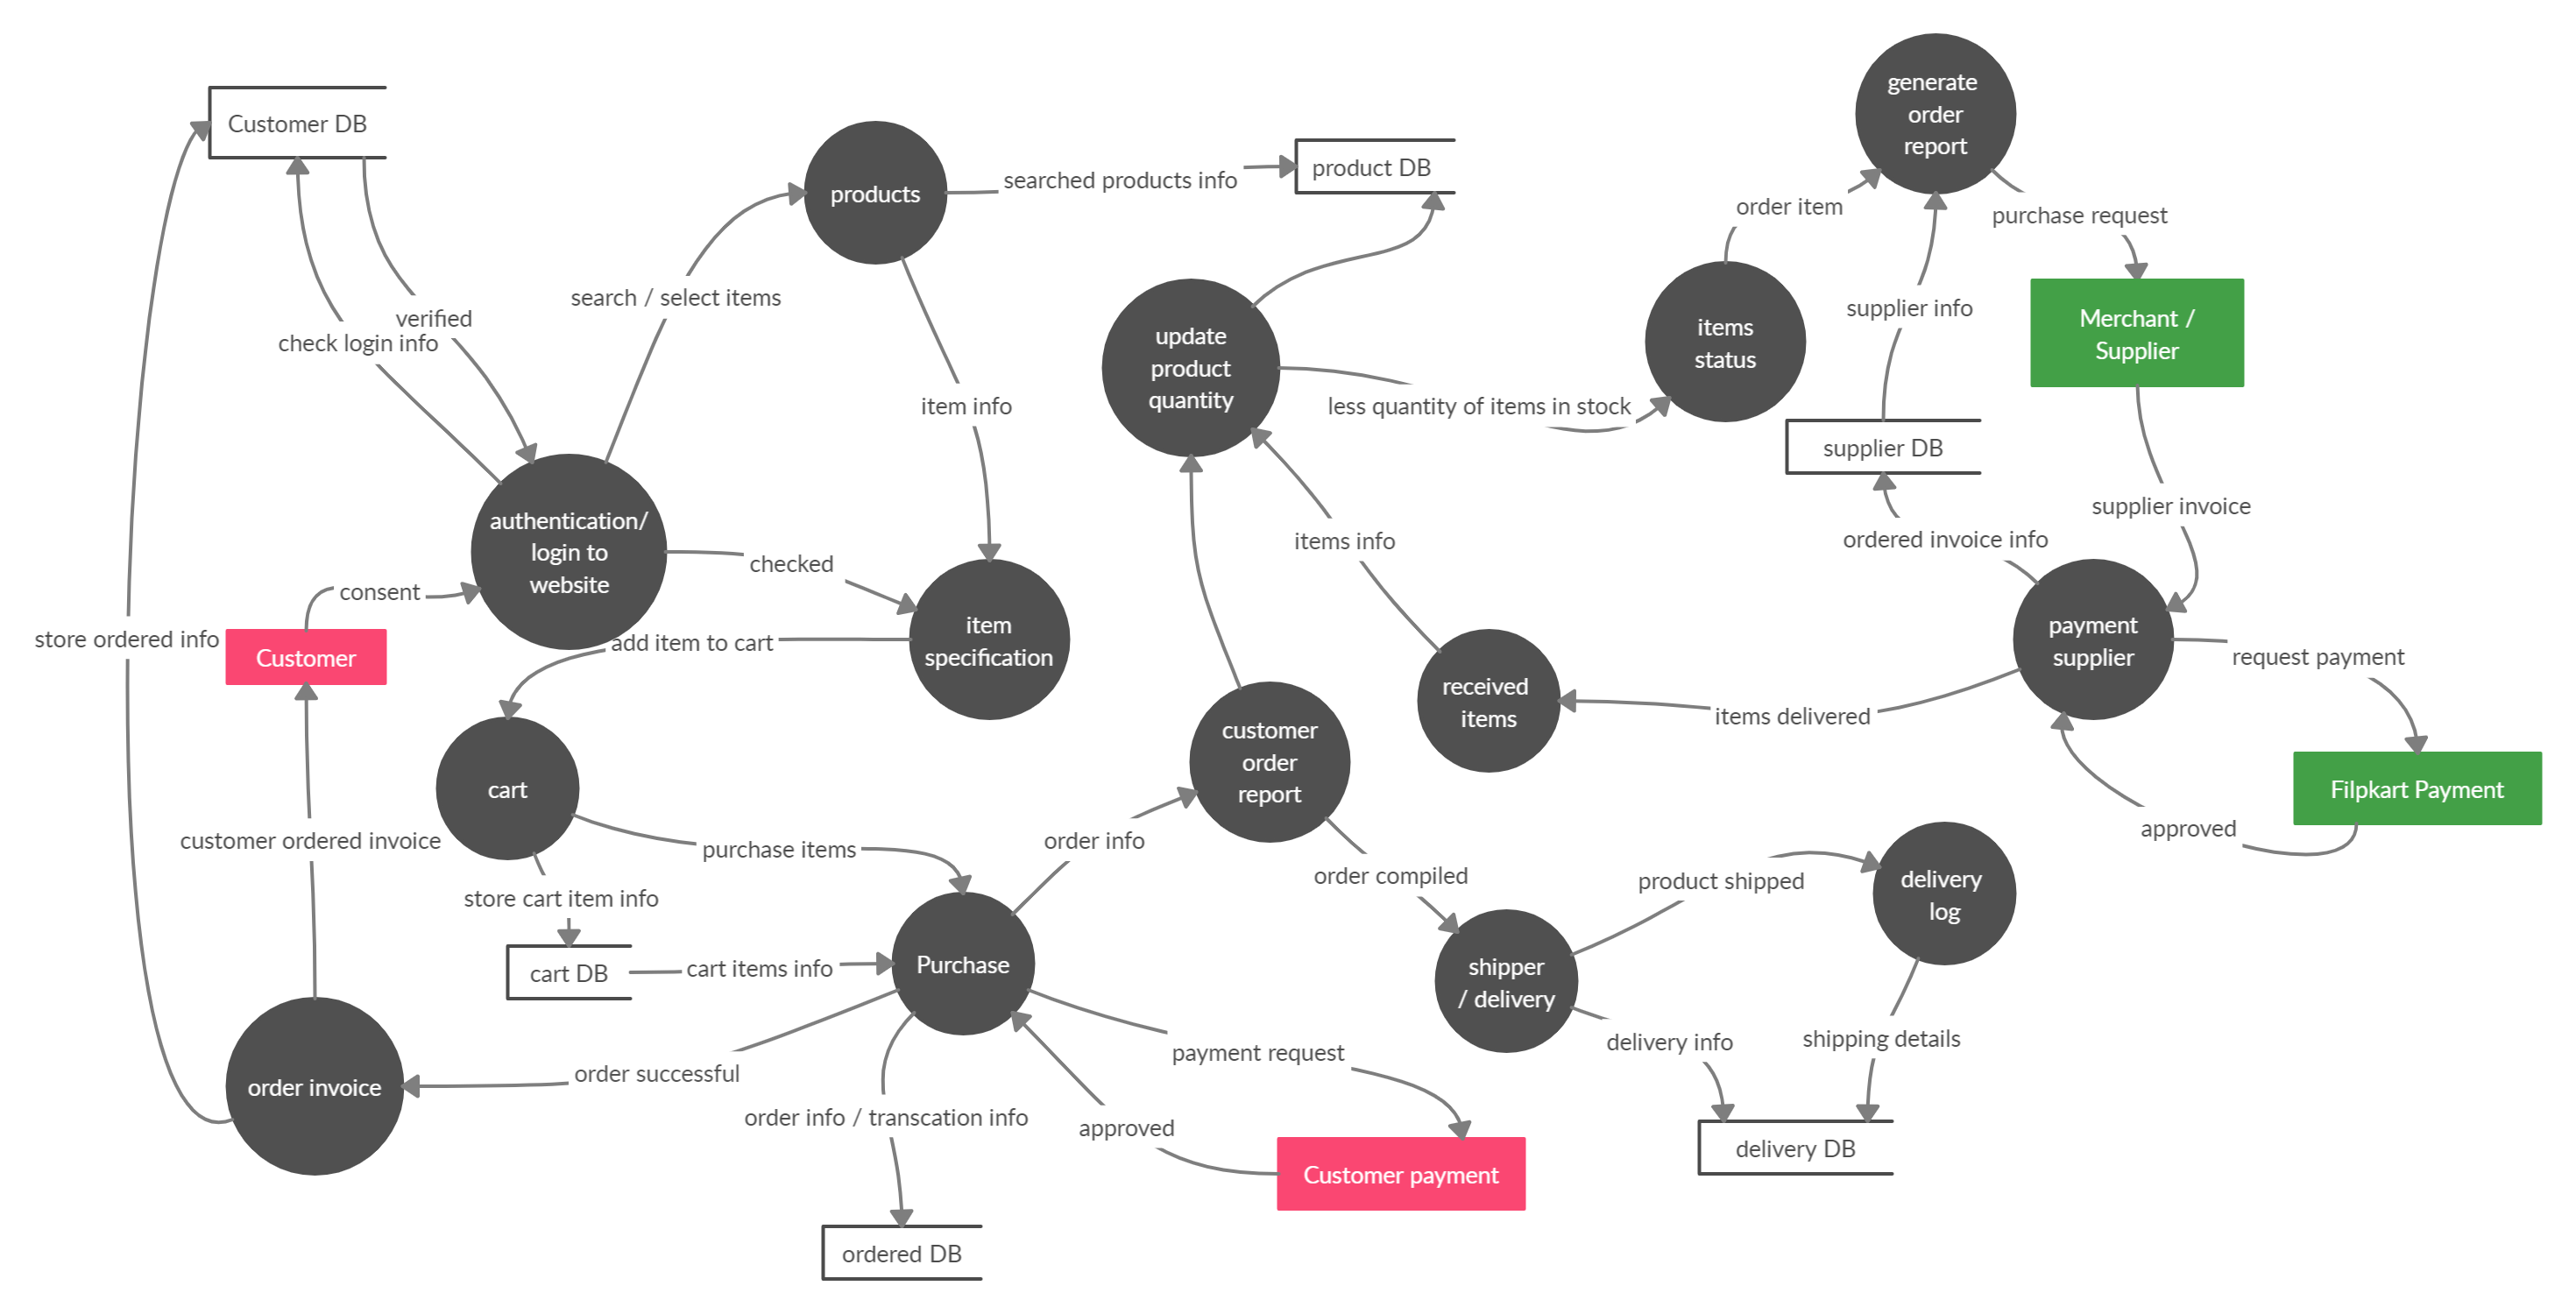 generate
order
report
Customer DB
products
searched products info
product DB
order item
purchase request
search / select items
verified
check login info
update
product
quantity
supplier info
items
status
Merchant /
Supplier
item info
less quantity of items in stock
supplier DB
supplier invoice
authentication/
login to
website
checked
items info
ordered invoice info
consent
store ordered info
Customer
add item to cart
item
specification
payment
supplier
request payment
received
items
items delivered
customer
order
report
cart
Filpkart Payment
customer ordered invoice
purchase items
order info
approved
order compiled
product shipped
delivery
log
store cart item info
cart DB
cart items info
Purchase
shipper
/ delivery
delivery info
shipping details
payment request
order invoice
order successful
order info / transcation info
approved
Customer payment
delivery DB
ordered DB